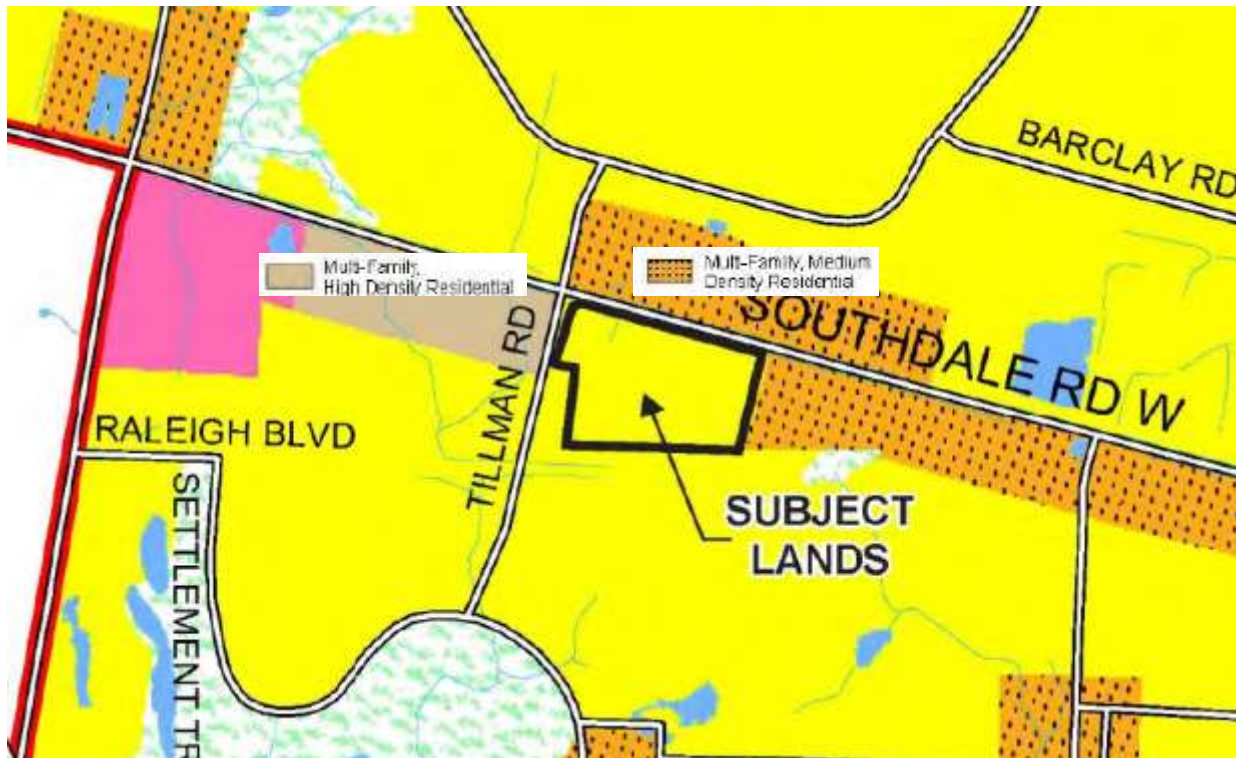 BARCLAY RD
Multi-Family,
High Density Residential
Multi-Family, Medium
Density Residential
SOUTHDALE RD W
TILLMAN RD
RALEIGH BLVD
SETTLEMENT TR
SUBJECT
LANDS